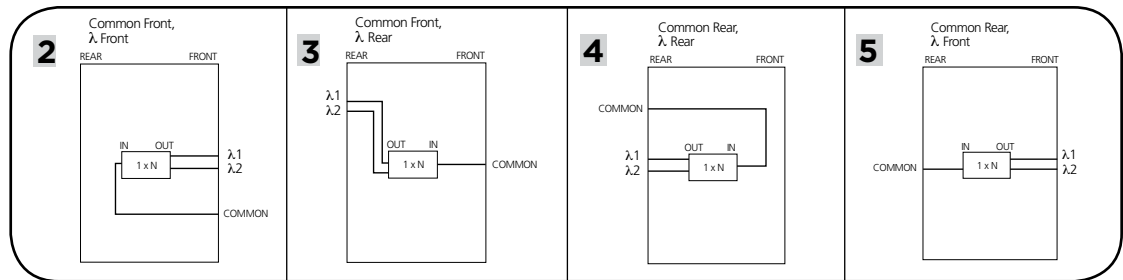 2
Common Front,
λ Front
REAR FRONT
IN OUT
1 x N
λ1
λ2
COMMON
3
Common Front,
λ Rear
REAR FRONT
λ1
λ2
OUT IN
1 x N
COMMON
4
Common Rear,
λ Rear
REAR FRONT
COMMON
OUT IN
λ1
λ2
1 x N
5
Common Rear,
λ Front
REAR FRONT
IN OUT
λ1
COMMON 1 x N λ2